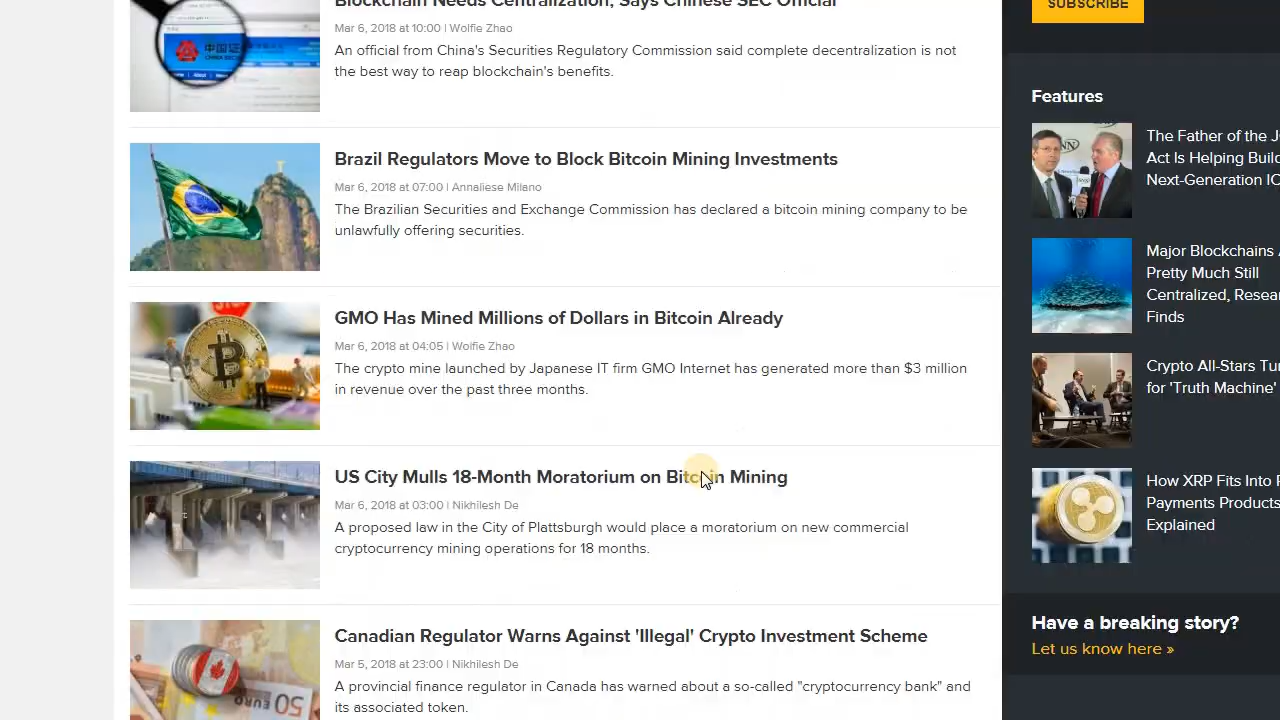 Blockchain Needs Centralization, Says Chinese SEC Official
Mar 6, 2018 at 10:00 | Wolfie Zhao
An official from China's Securities Regulatory Commission said complete decentralization is not
the best way to reap blockchain's benefits.
Brazil Regulators Move to Block Bitcoin Mining Investments
Mar 6, 2018 at 07:00 | Annaliese Milano
The Brazilian Securities and Exchange Commission has declared a bitcoin mining company to be
unlawfully offering securities.
GMO Has Mined Millions of Dollars in Bitcoin Already
Mar 6, 2018 at 04:05 | Wolfie Zhao
The crypto mine launched by Japanese IT firm GMO Internet has generated more than $3 million
in revenue over the past three months.
US City Mulls 18-Month Moratorium on Bitcoin Mining
Mar 6, 2018 at 03:00 | Nikhilesh De
A proposed law in the City of Plattsburgh would place a moratorium on new commercial
cryptocurrency mining operations for 18 months.
Canadian Regulator Warns Against 'Illegal' Crypto Investment Scheme
Mar 5, 2018 at 23:00 | Nikhilesh De
A provincial finance regulator in Canada has warned about a so-called "cryptocurrency bank" and
its associated token.
50
SUBSCRIBE
Features
The Father of the J
Act Is Helping Build
Next-Generation IC
Major Blockchains
Pretty Much Still
Centralized, Resear
Finds
Crypto All-Stars Tu
for 'Truth Machine'
How XRP Fits Into
Payments Products
Explained
Have a breaking story?
Let us know here »